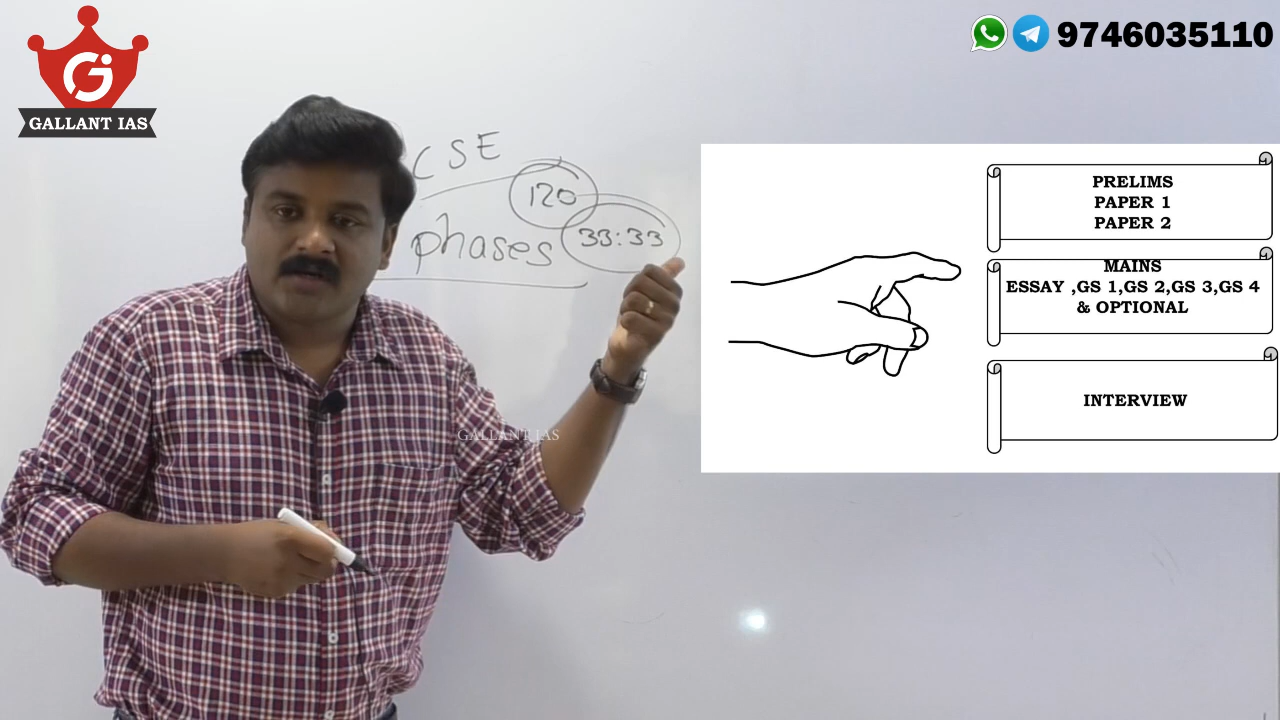 GALLANT IAS
9746035110
CSE
120
phases
33:33
PRELIMS
PAPER 1
PAPER 2
MAINS
ESSAY ,GS 1,GS 2,GS 3,GS 4
& OPTIONAL
INTERVIEW
GALLANT IAS